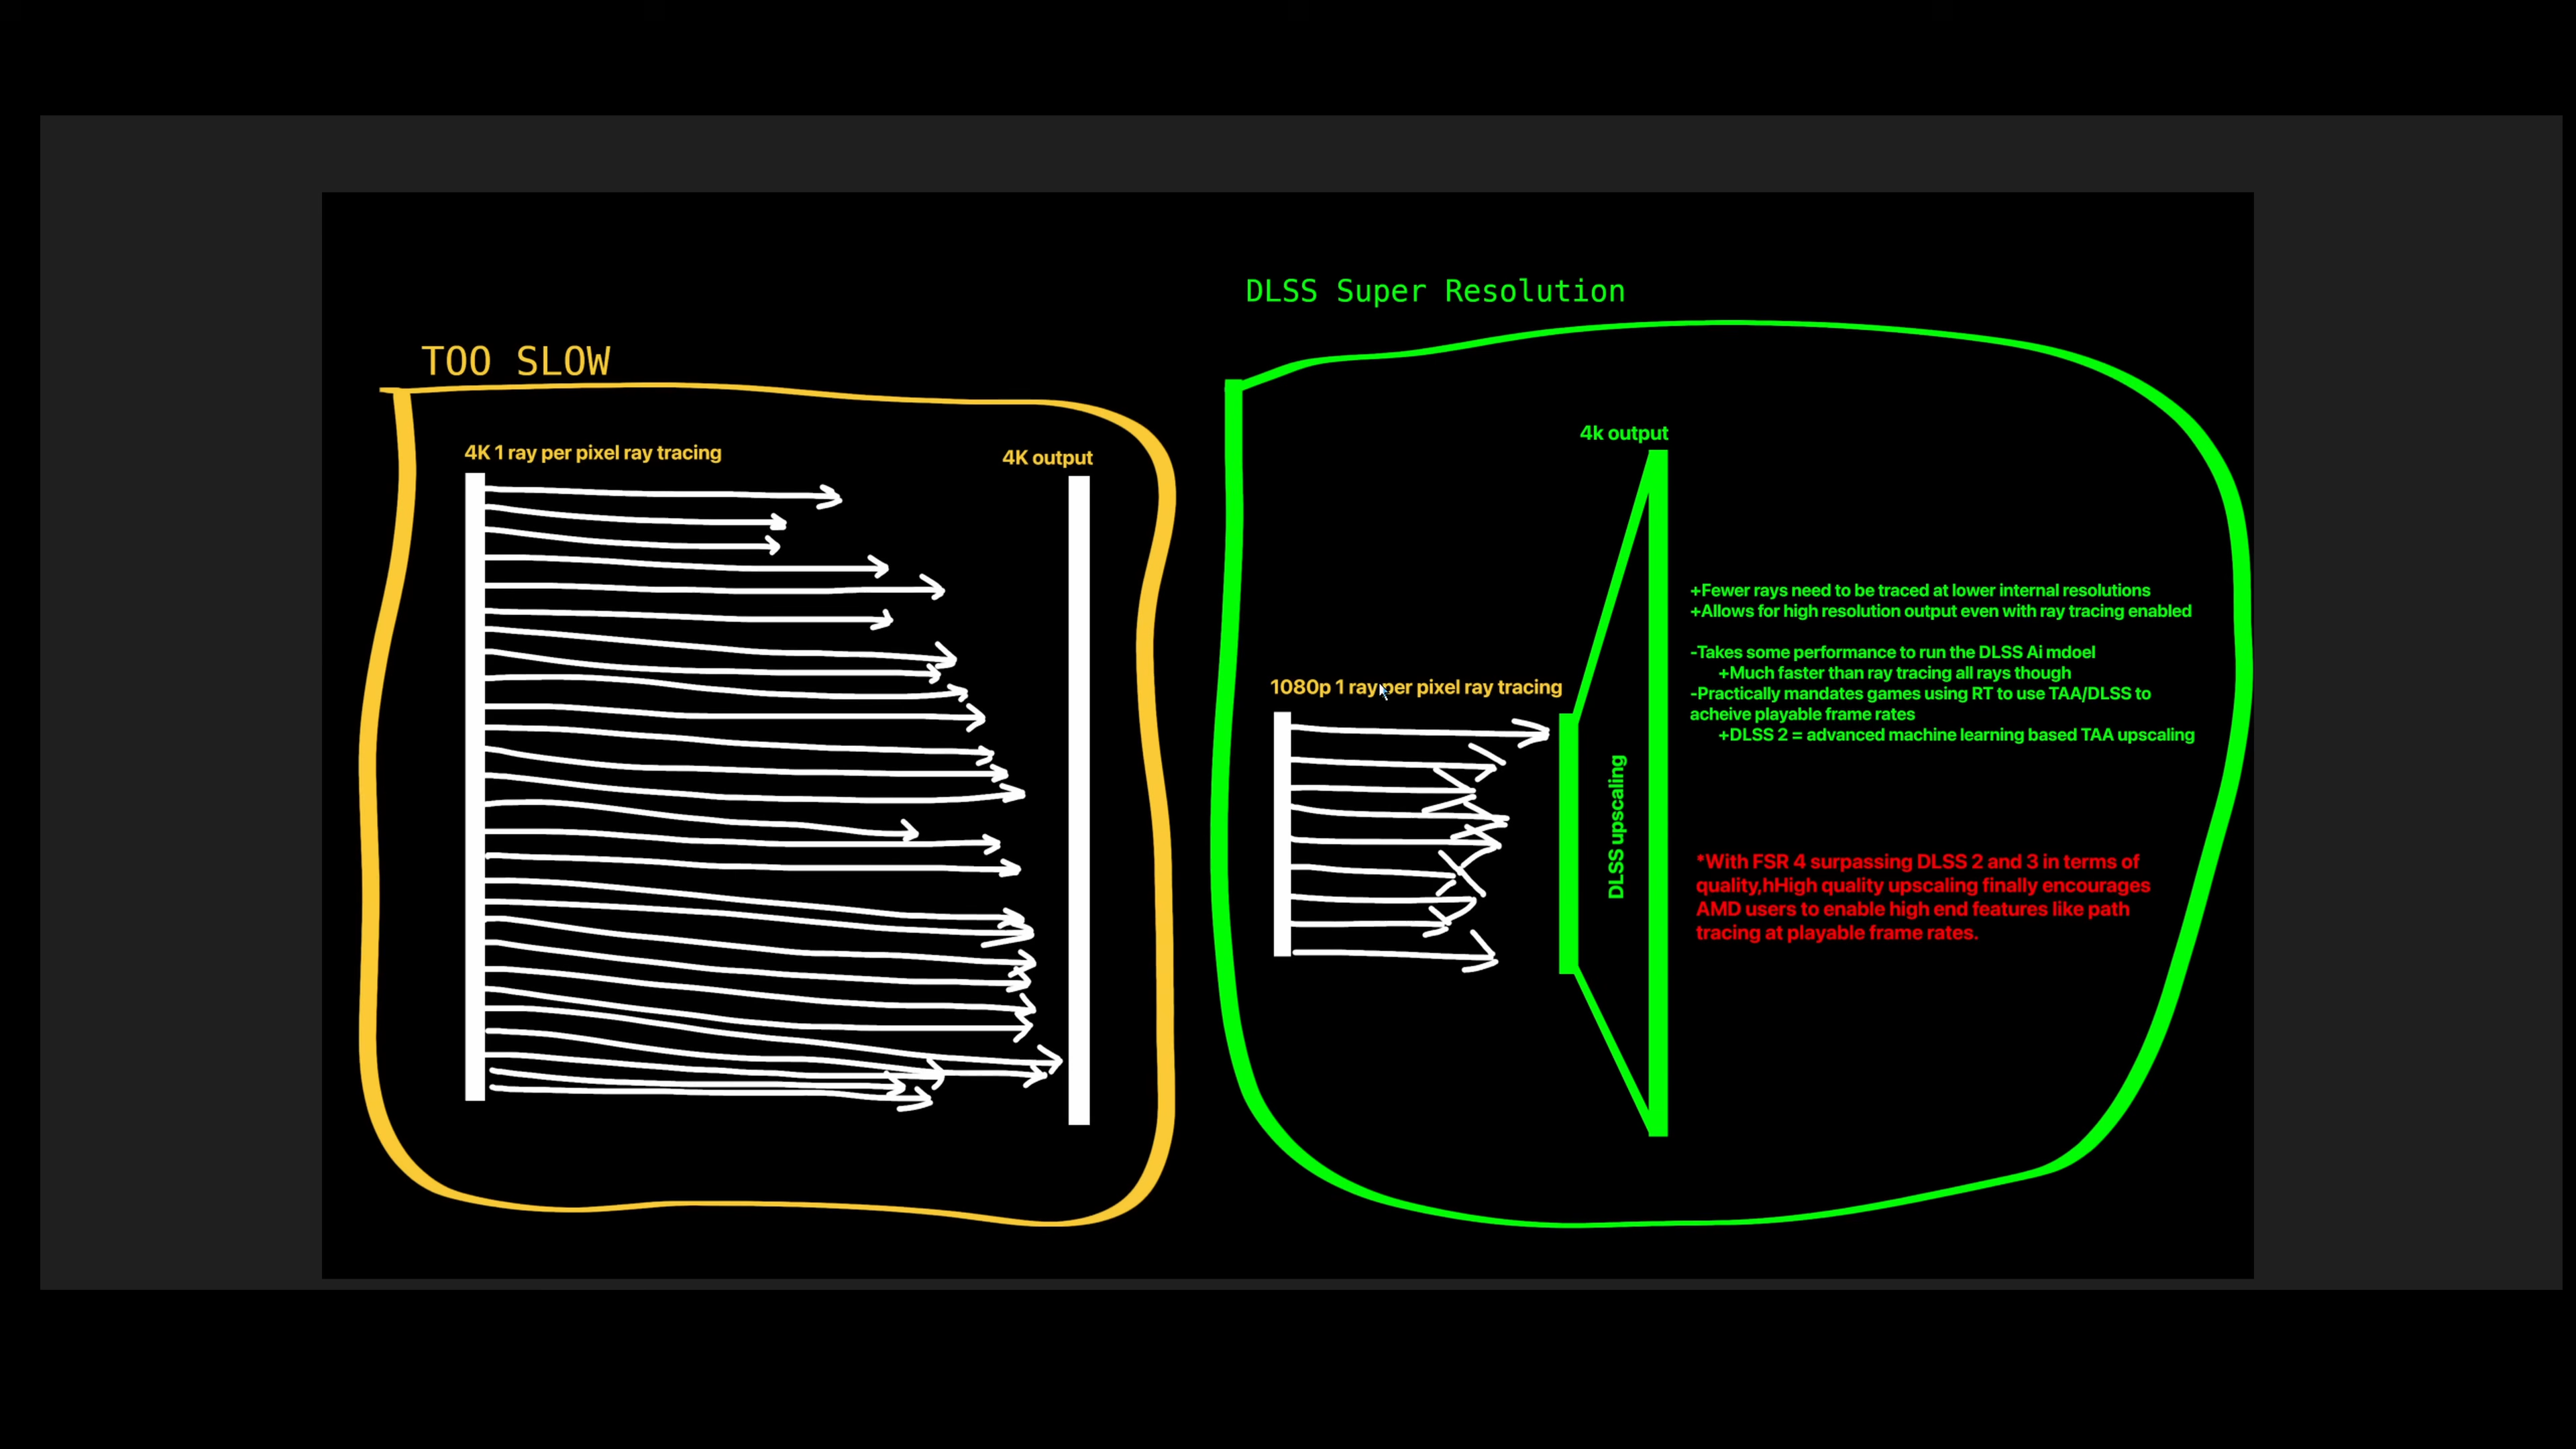 TOO SLOW
4K 1 ray per pixel ray tracing
4K output
DLSS Super Resolution
4k output
1080p 1 ray per pixel ray tracing
DLSS upscaling
+Fewer rays need to be traced at lower internal resolutions
+Allows for high resolution output even with ray tracing enabled
-Takes some performance to run the DLSS Ai mdoel
+Much faster than ray tracing all rays though
-Practically mandates games using RT to use TAA/DLSS to
acheive playable frame rates
+DLSS 2 = advanced machine learning based TAA upscaling
*With FSR 4 surpassing DLSS 2 and 3 in terms of
quality,hHigh quality upscaling finally encourages
AMD users to enable high end features like path
tracing at playable frame rates.